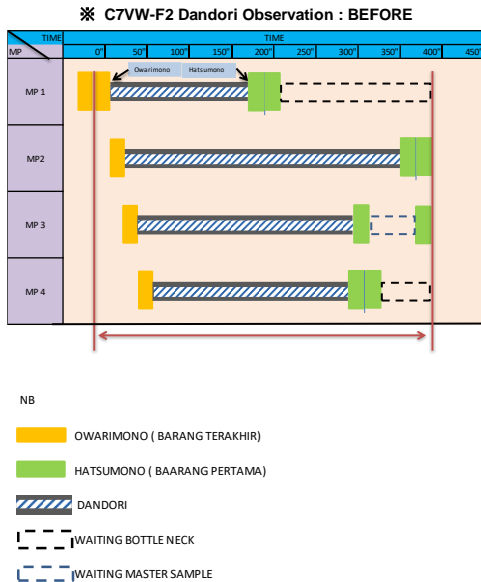 ※ C7VW-F2 Dandori Observation : BEFORE
TIME TIME
MP 0" 50" 100" 150" 200" 250" 300" 350" 400" 450"
Owarimono Hatsumono
MP 1
MP2
MP 3
MP 4
NB
OWARIMONO ( BARANG TERAKHIR)
HATSUMONO ( BAARANG PERTAMA)
DANDORI
WAITING BOTTLE NECK
WAITING MASTER SAMPLE